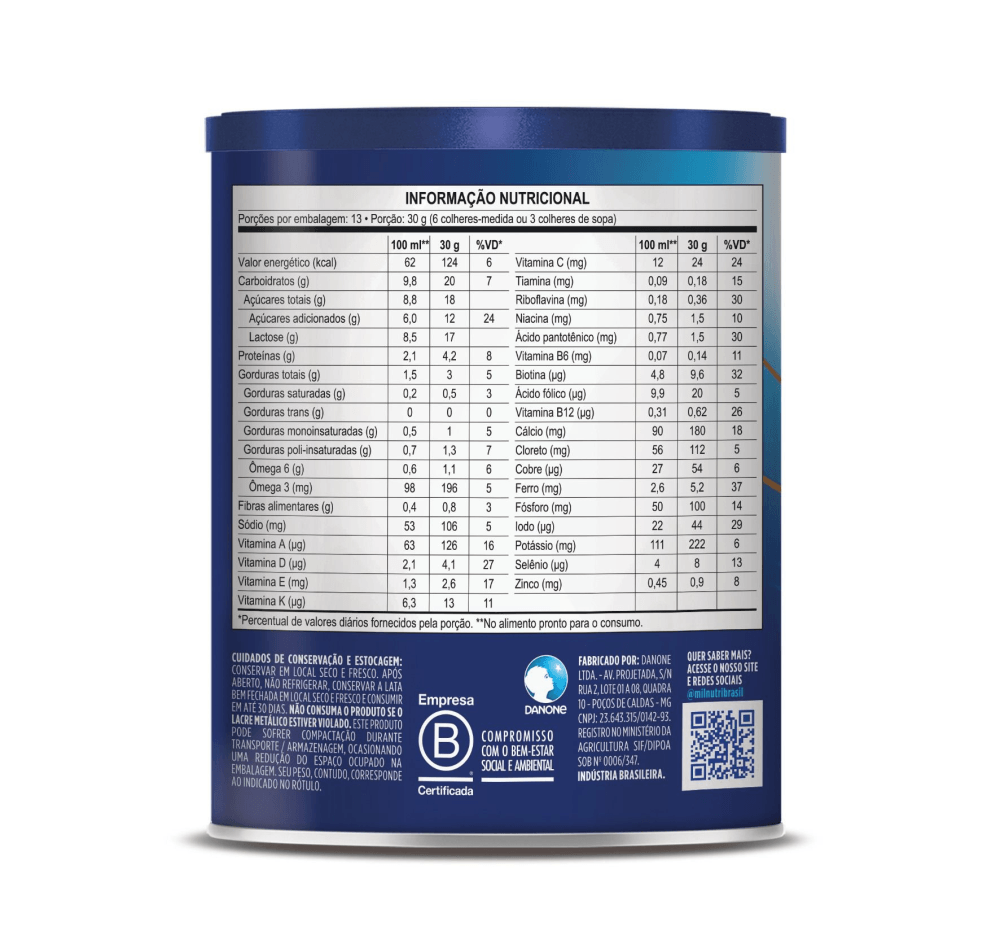 INFORMAÇÃO NUTRICIONAL
Porções por embalagem: 13 • Porção: 30 g (6 colheres-medida ou 3 colheres de sopa)
100 ml** 30 g %VD*
Valor energético (kcal) 62 124 6
Carboidratos (g) 9,8 20 7
Açúcares totais (g) 8,8 18
Açúcares adicionados (g) 6,0 12 24
Lactose (g) 8,5 17
Proteínas (g) 2,1 4,2 8
Gorduras totais (g) 1,5 3 5
Gorduras saturadas (g) 0,2 0,5 3
Gorduras trans (g) 0 0 0
Gorduras monoinsaturadas (g) 0,5 1 5
Gorduras poli-insaturadas (g) 0,7 1,3 7
Ômega 6 (g) 0,6 1,1 6
Ômega 3 (mg) 98 196 5
Fibras alimentares (g) 0,4 0,8 3
Sódio (mg) 53 106 5
Vitamina A (µg) 63 126 16
Vitamina D (µg) 2,1 4,1 27
Vitamina E (mg) 1,3 2,6 17
Vitamina K (µg) 6,3 13 11
100 ml** 30 g %VD*
Vitamina C (mg) 12 24 24
Tiamina (mg) 0,09 0,18 15
Riboflavina (mg) 0,18 0,36 30
Niacina (mg) 0,75 1,5 10
Ácido pantotênico (mg) 0,77 1,5 30
Vitamina B6 (mg) 0,07 0,14 11
Biotina (µg) 4,8 9,6 32
Ácido fólico (µg) 9,9 20 5
Vitamina B12 (µg) 0,31 0,62 26
Cálcio (mg) 90 180 18
Cloreto (mg) 56 112 5
Cobre (µg) 27 54 6
Ferro (mg) 2,6 5,2 37
Fósforo (mg) 50 100 14
Iodo (µg) 22 44 29
Potássio (mg) 111 222 6
Selênio (µg) 4 8 13
Zinco (mg) 0,45 0,9 8
*Percentual de valores diários fornecidos pela porção. **No alimento pronto para o consumo.
CUIDADOS DE CONSERVAÇÃO E ESTOCAGEM:
CONSERVAR EM LOCAL SECO E FRESCO. APÓS
ABERTO, NÃO REFRIGERAR, CONSERVAR A LATA
BEM FECHADA EM LOCAL SECO E FRESCO E CONSUMIR
EM ATÉ 30 DIAS. NÃO CONSUMA O PRODUTO SE O
LACRE METÁLICO ESTIVER VIOLADO. ESTE PRODUTO
PODE SOFRER COMPACTAÇÃO DURANTE
TRANSPORTE / ARMAZENAGEM, OCASIONANDO
UMA REDUÇÃO DO ESPAÇO OCUPADO NA
EMBALAGEM. SEU PESO, CONTUDO, CORRESPONDE
AO INDICADO NO RÓTULO.
Empresa
B
Certificada
COMPROMISSO
COM O BEM-ESTAR
SOCIAL E AMBIENTAL
DANONE
FABRICADO POR: DANONE
LTDA. - AV. PROJETADA, S/N
RUA 2, LOTE 01 A 08, QUADRA
10 - POÇOS DE CALDAS - MG
CNPJ: 23.643.315/0142-93.
REGISTRO NO MINISTÉRIO DA
AGRICULTURA SIF/DIPOA
SOB Nº 0006/347.
INDÚSTRIA BRASILEIRA.
QUER SABER MAIS?
ACESSE O NOSSO SITE
E REDES SOCIAIS
@milnutribrasil